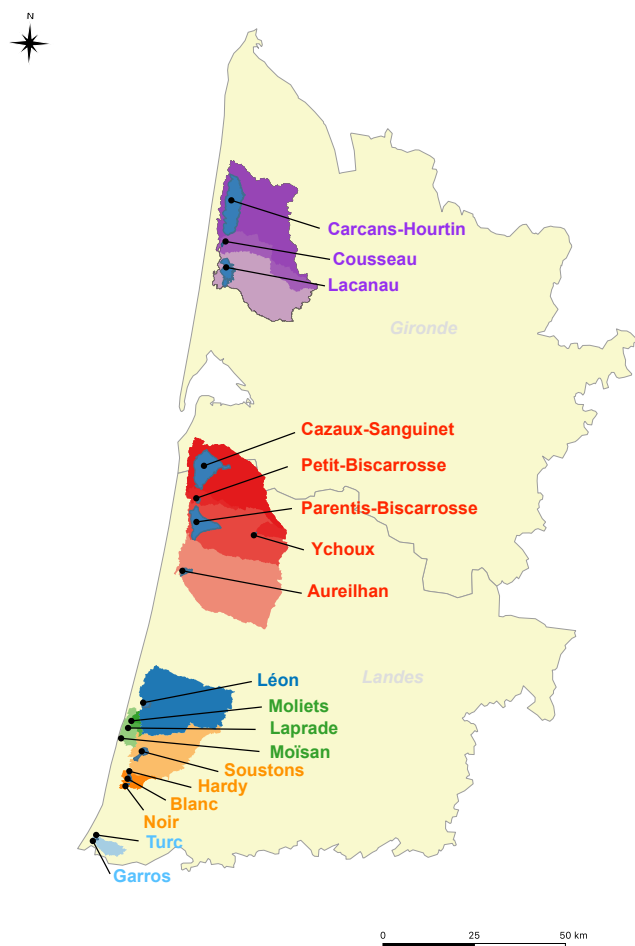 N
Carcans-Hourtin
Cousseau
Lacanau
Gironde
Cazaux-Sanguinet
Petit-Biscarrosse
Parentis-Biscarrosse
Ychoux
Aureilhan
Léon
Landes
Moliets
Laprade
Moïsan
Soustons
Hardy
Blanc
Noir
Turc
Garros
0 25 50 km